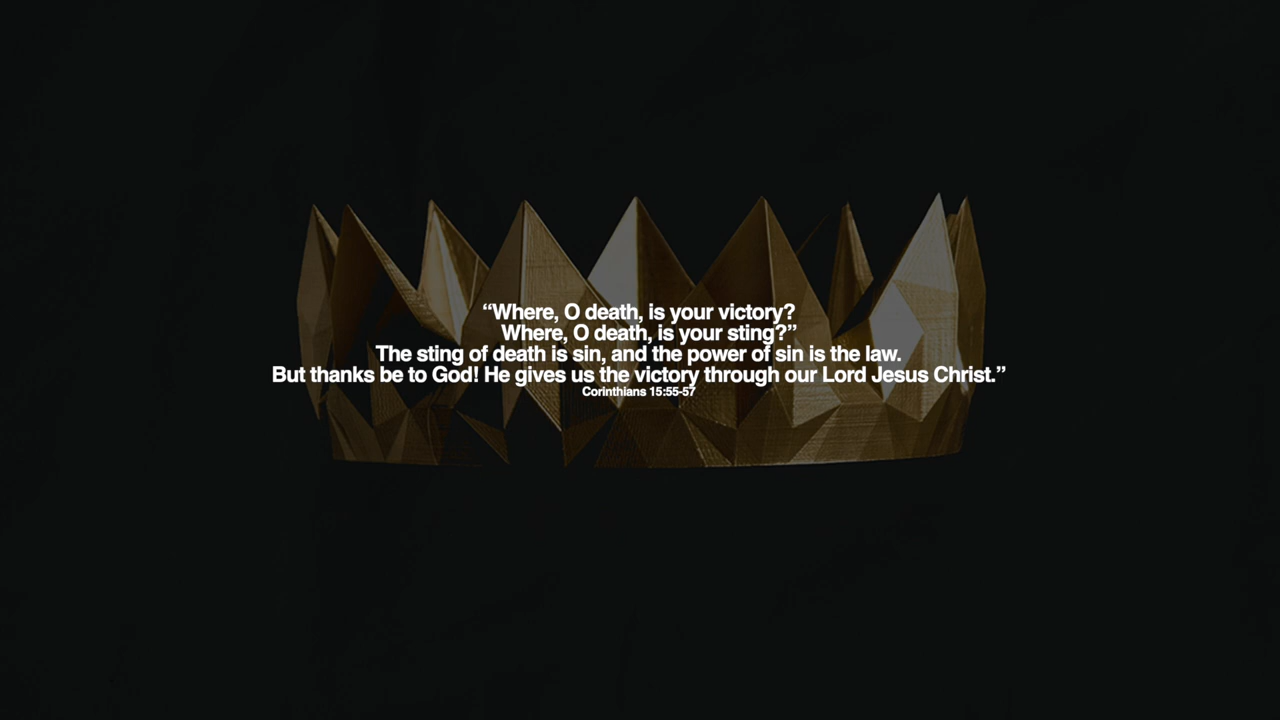 “Where, O death, is your victory?
Where, O death, is your sting?”
The sting of death is sin, and the power of sin is the law.
But thanks be to God! He gives us the victory through our Lord Jesus Christ.”
Corinthians 15:55-57